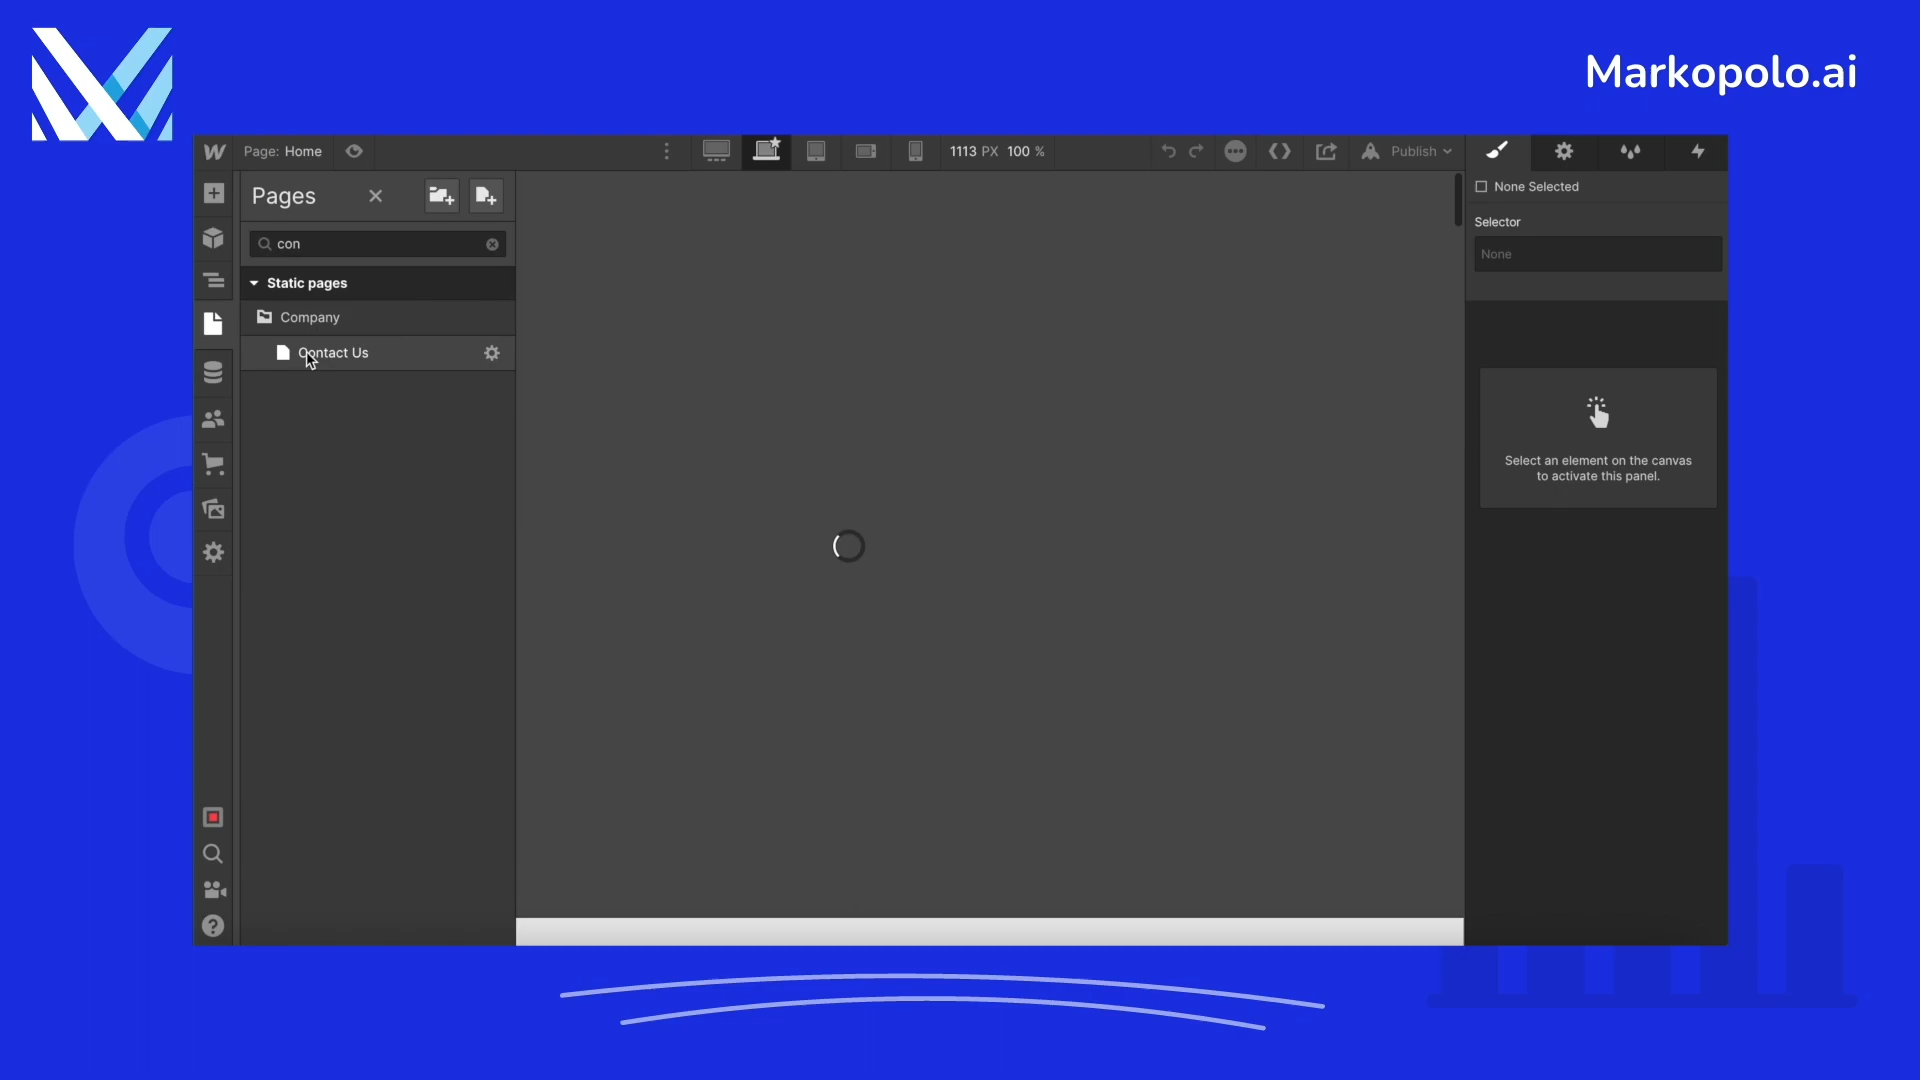 Markopolo.ai
Page: Home
1113 PX 100 %
Publish
Pages
None Selected
Selector
None
con
Static pages
Company
Contact Us
Select an element on the canvas
to activate this panel.